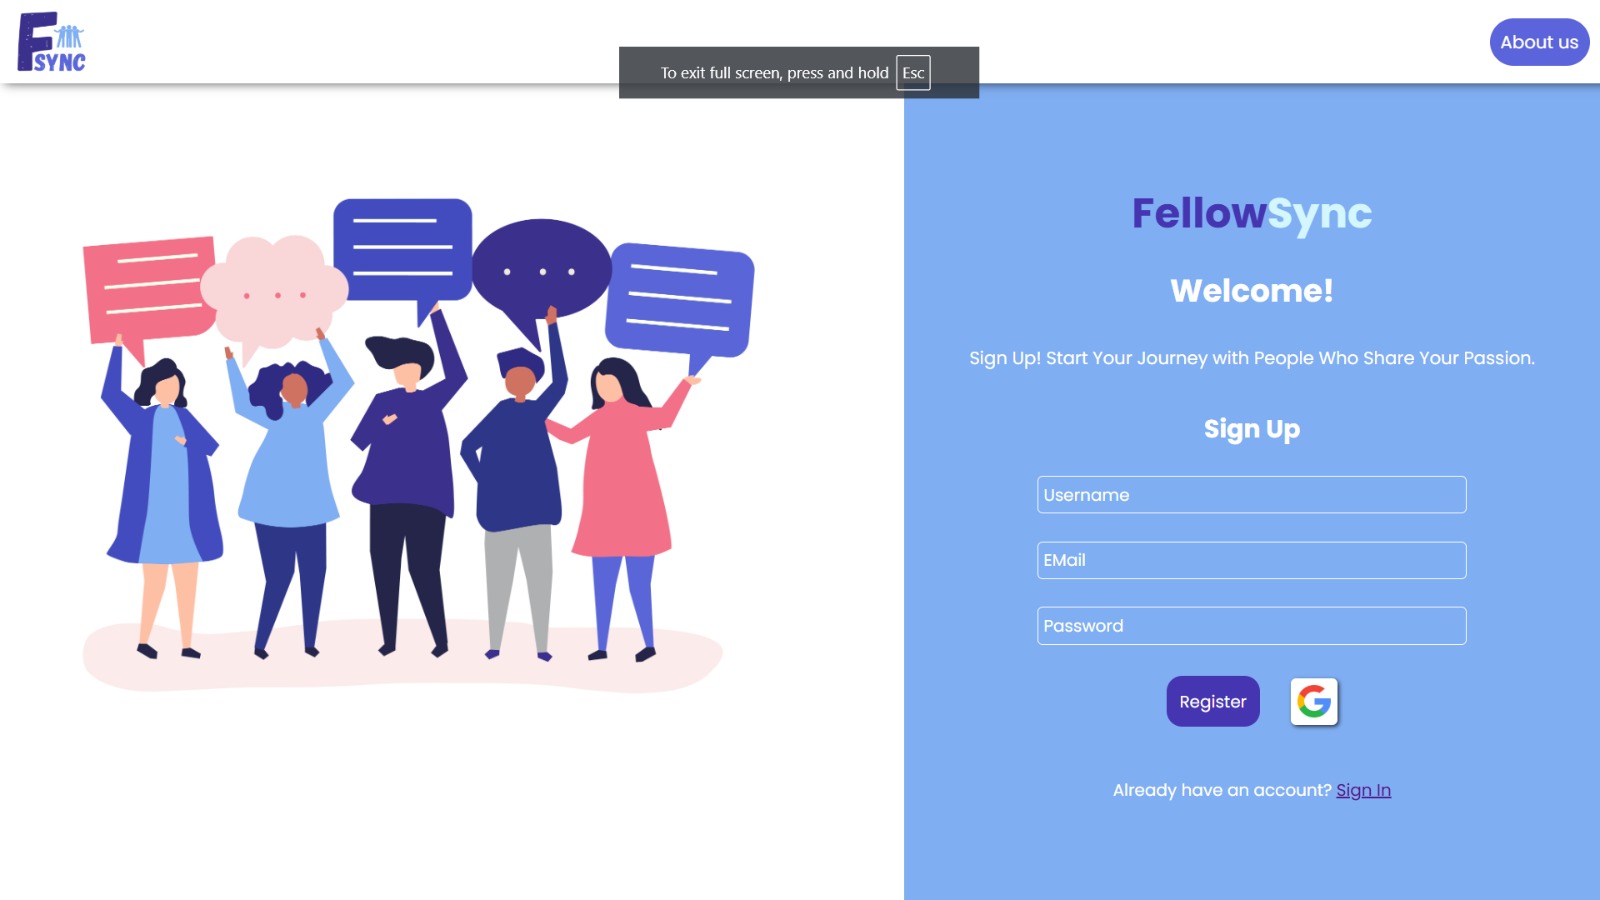 F
SYNC
About us
To exit full screen, press and hold Esc
FellowSync
Welcome!
Sign Up! Start Your Journey with People Who Share Your Passion.
Sign Up
Username
EMail
Password
Register
G
Already have an account? Sign In